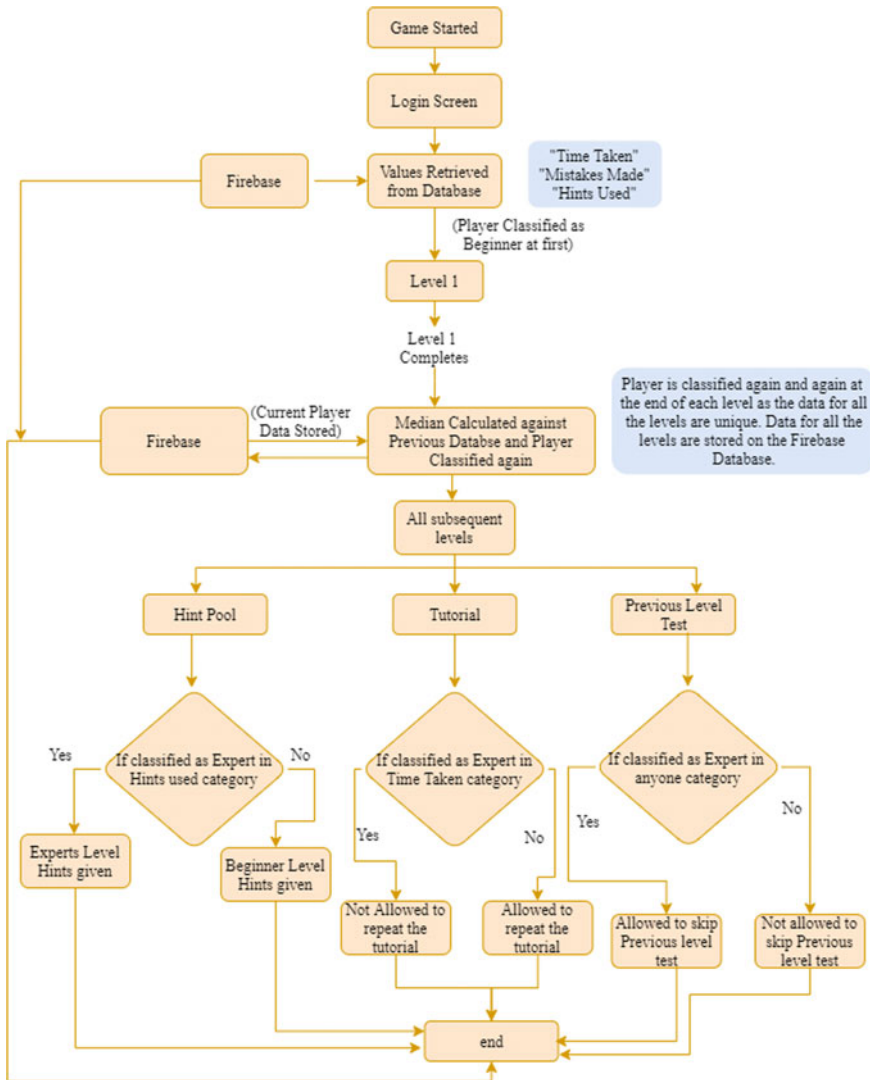 Game Started
Login Screen
Firebase
Values Retrieved
from Database
"Time Taken"
"Mistakes Made"
"Hints Used"
(Player Classified as
Beginner at first)
Level 1
Level 1
Completes
Player is classified again and again at
the end of each level as the data for all
the levels are unique. Data for all the
levels are stored on the Firebase
Database.
Firebase
(Current Player
Data Stored)
Median Calculated against
Previous Databse and Player
Classified again
All subsequent
levels
Hint Pool
Tutorial
Previous Level
Test
Yes
If classified as Expert in
Hints used category
No
If classified as Expert in
Time Taken category
Yes
No
If classified as Expert in
anyone category
Yes
No
Experts Level
Hints given
Beginner Level
Hints given
Not Allowed to
repeat the
tutorial
Allowed to
repeat the
tutorial
Allowed to skip
Previous level
test
Not allowed to
skip Previous
level test
end